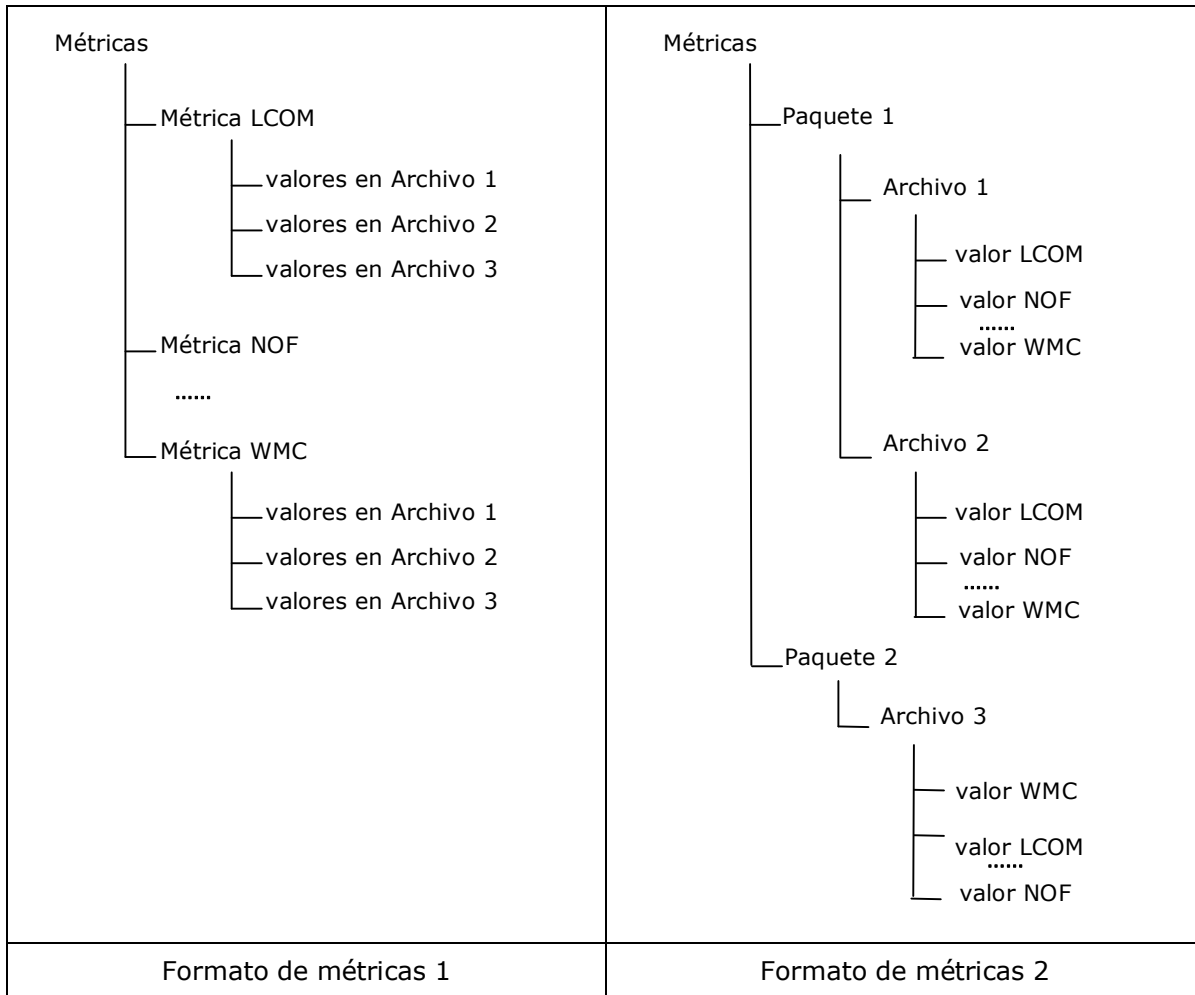 Métricas
Métrica LCOM
valores en Archivo 1
valores en Archivo 2
valores en Archivo 3
Métrica NOF
......
Métrica WMC
valores en Archivo 1
valores en Archivo 2
valores en Archivo 3
Formato de métricas 1
Métricas
Paquete 1
Archivo 1
valor LCOM
valor NOF
......
valor WMC
Archivo 2
valor LCOM
valor NOF
......
valor WMC
Paquete 2
Archivo 3
valor WMC
valor LCOM
......
valor NOF
Formato de métricas 2